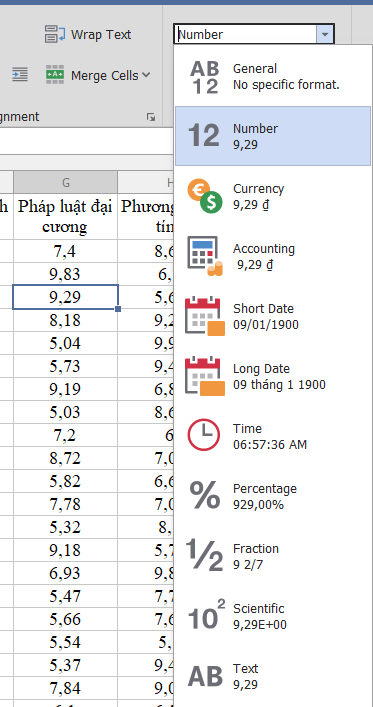 Wrap Text
Number
Merge Cells
nment
AB
12
General
No specific format.
12
Number
9,29
Currency
9,29 ₫
Accounting
9,29 ₫
Short Date
09/01/1900
Long Date
09 tháng 1 1900
Time
06:57:36 AM
%
Percentage
929,00%
1/2
Fraction
9 2/7
10²
Scientific
9,29E+00
AB
Text
9,29
G
H
h
Pháp luật đại
cương
Phương
tín
7,4
8,6
9,83
6,
9,29
5,6
8,18
9,2
5,04
9,9
5,73
9,4
9,19
6,8
5,03
8,6
7,2
6
8,72
7,0
5,82
6,6
7,78
7,0
5,32
8,
9,18
5,7
6,93
9,8
5,47
7,7
5,66
7,6
5,54
5,
5,37
9,4
7,84
9,0